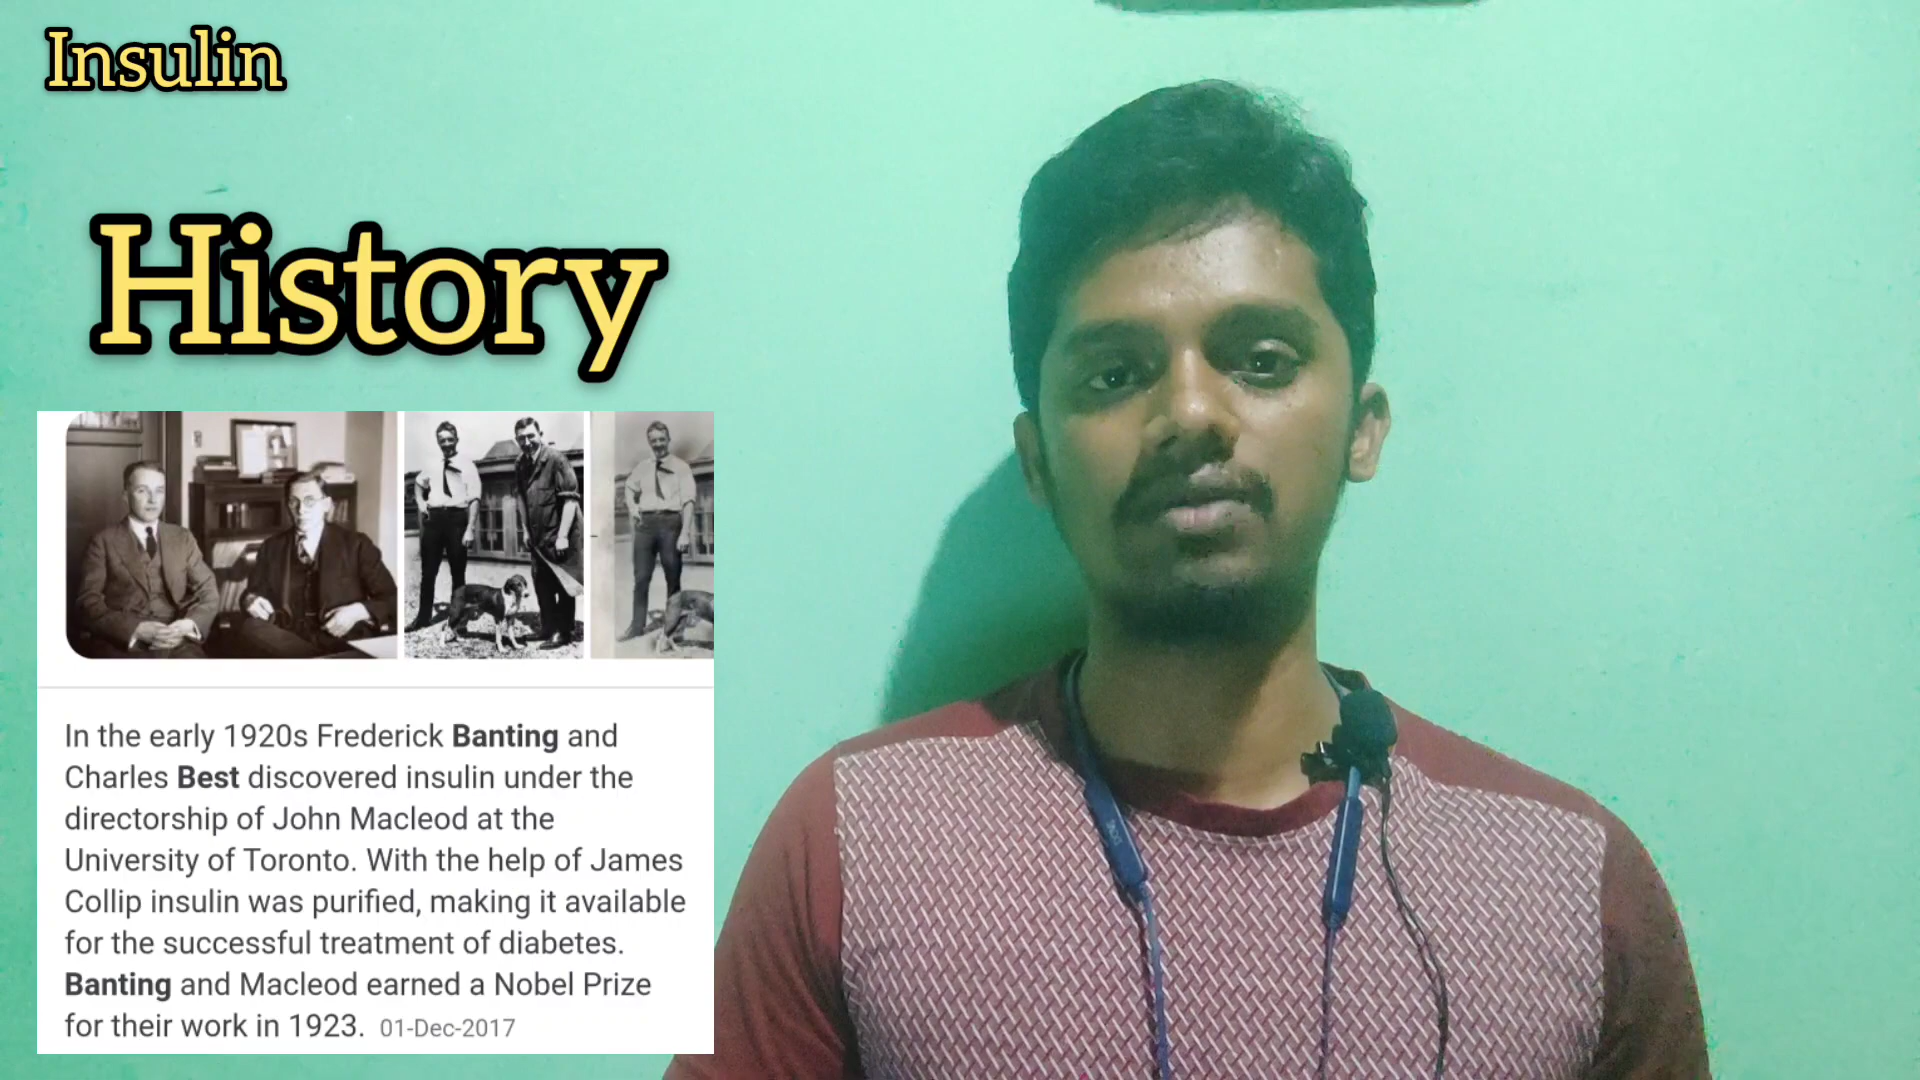 Insulin
History
In the early 1920s Frederick Banting and
Charles Best discovered insulin under the
directorship of John Macleod at the
University of Toronto. With the help of James
Collip insulin was purified, making it available
for the successful treatment of diabetes.
Banting and Macleod earned a Nobel Prize
for their work in 1923. 01-Dec-2017